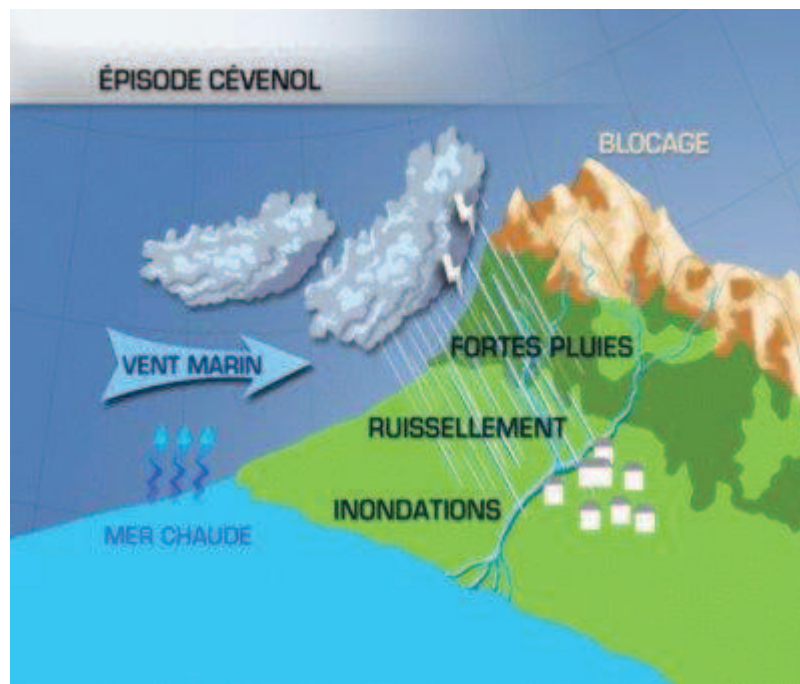 ÉPISODE CÉVENOL
BLOCAGE
FORTES PLUIES
VENT MARIN
RUISSELLEMENT
INONDATIONS
MER CHAUDE